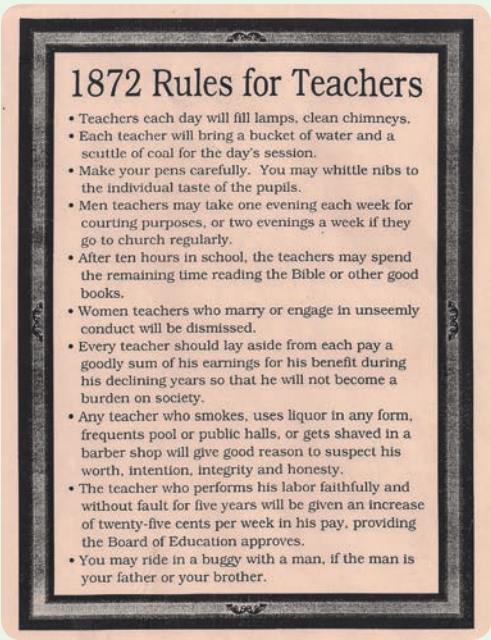 1872 Rules for Teachers
• Teachers each day will fill lamps, clean chimneys.
• Each teacher will bring a bucket of water and a
scuttle of coal for the day's session.
• Make your pens carefully. You may whittle nibs to
the individual taste of the pupils.
• Men teachers may take one evening each week for
courting purposes, or two evenings a week if they
go to church regularly.
• After ten hours in school, the teachers may spend
the remaining time reading the Bible or other good
books.
• Women teachers who marry or engage in unseemly
conduct will be dismissed.
• Every teacher should lay aside from each pay a
goodly sum of his earnings for his benefit during
his declining years so that he will not become a
burden on society.
• Any teacher who smokes, uses liquor in any form,
frequents pool or public halls, or gets shaved in a
barber shop will give good reason to suspect his
worth, intention, integrity and honesty.
• The teacher who performs his labor faithfully and
without fault for five years will be given an increase
of twenty-five cents per week in his pay, providing
the Board of Education approves.
• You may ride in a buggy with a man, if the man is
your father or your brother.